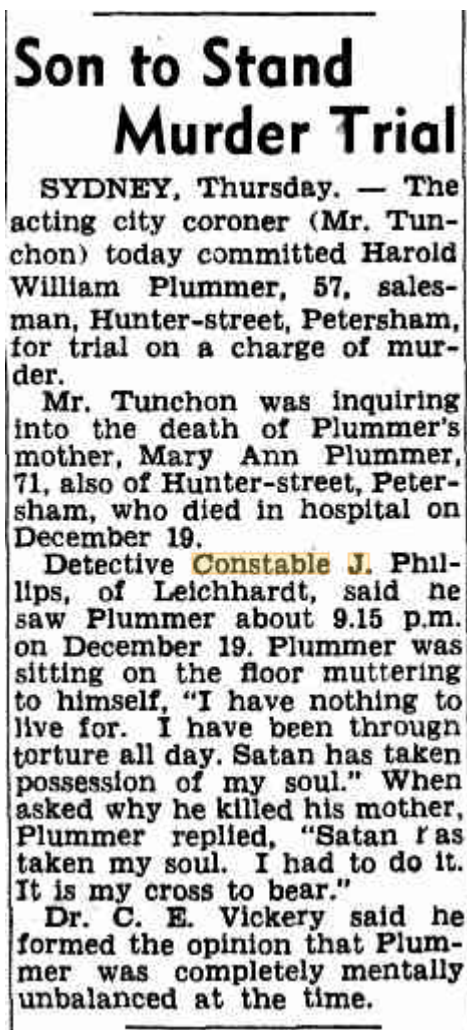 Son to Stand
Murder Trial
SYDNEY, Thursday. — The
acting city coroner (Mr. Tun-
chon) today committed Harold
William Plummer, 57, sales-
man, Hunter-street, Petersham,
for trial on a charge of mur-
der.
Mr. Tunchon was inquiring
into the death of Plummer's
mother, Mary Ann Plummer,
71, also of Hunter-street, Peter-
sham, who died in hospital on
December 19.
Detective Constable J. Phil-
lips, of Leichhardt, said he
saw Plummer about 9.15 p.m.
on December 19. Plummer was
sitting on the floor muttering
to himself, "I have nothing to
live for. I have been through
torture all day. Satan has taken
possession of my soul." When
asked why he killed his mother,
Plummer replied, "Satan has
taken my soul. I had to do it.
It is my cross to bear."
Dr. C. E. Vickery said he
formed the opinion that Plum-
mer was completely mentally
unbalanced at the time.